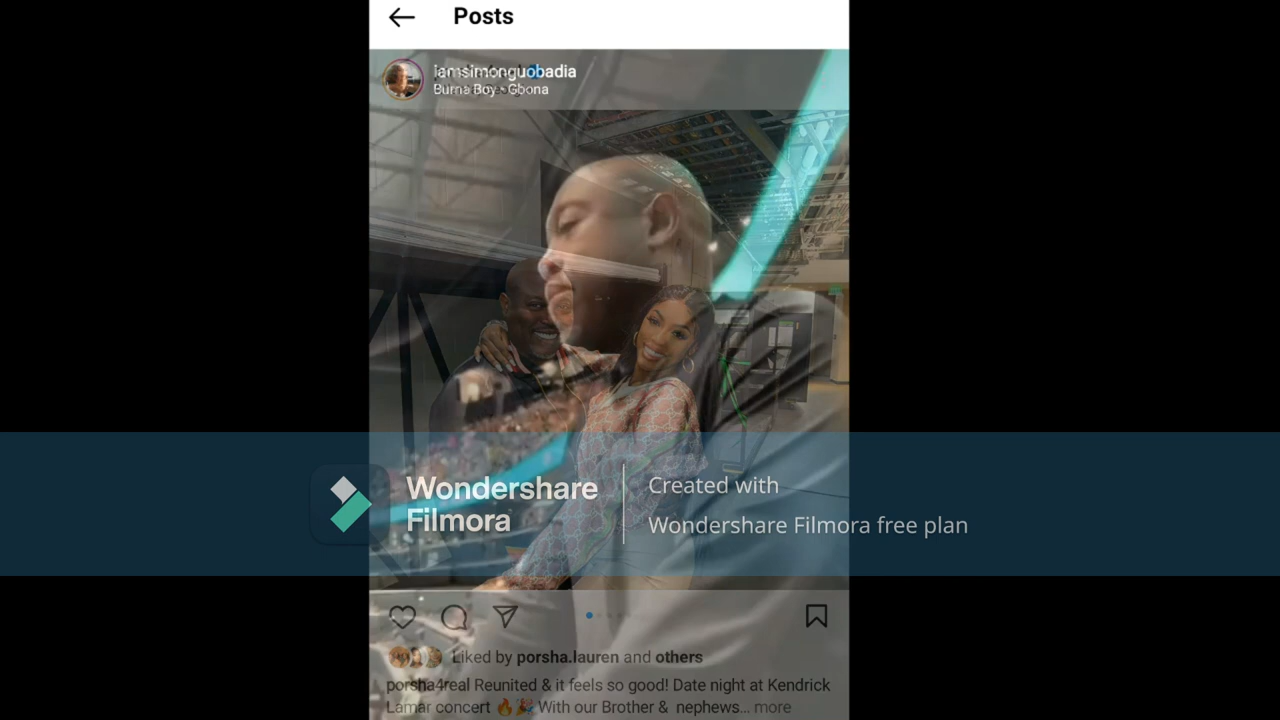 Posts
iamsimonguobadia
Burna Boy • Gbona
Wondershare
Filmora
Created with
Wondershare Filmora free plan
Liked by porsha.lauren and others
porsha4real Reunited & it feels so good! Date night at Kendrick
Lamar concert 🔥🎉 With our Brother & nephews... more